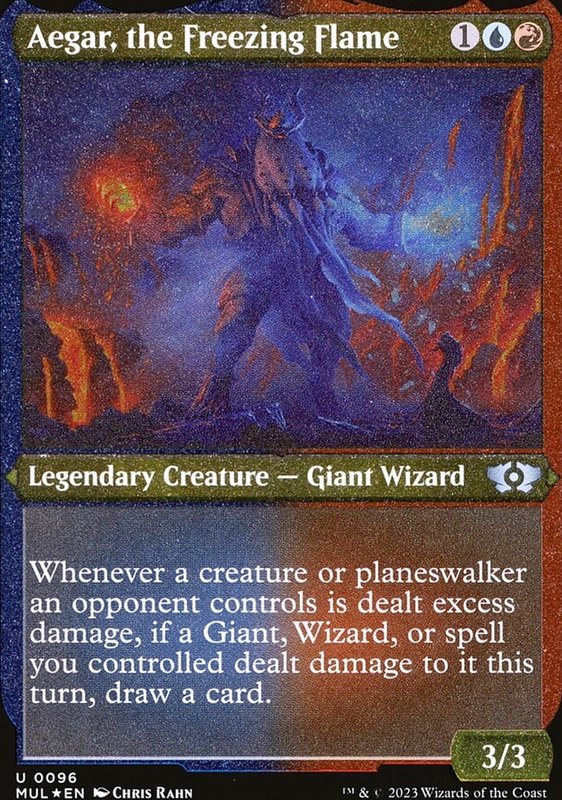 Aegar, the Freezing Flame 1
Legendary Creature — Giant Wizard
Whenever a creature or planeswalker
an opponent controls is dealt excess
damage, if a Giant, Wizard, or spell
you controlled dealt damage to it this
turn, draw a card.
3/3
U 0096
MUL★EN Chris Rahn
™ & © 2023 Wizards of the Coast